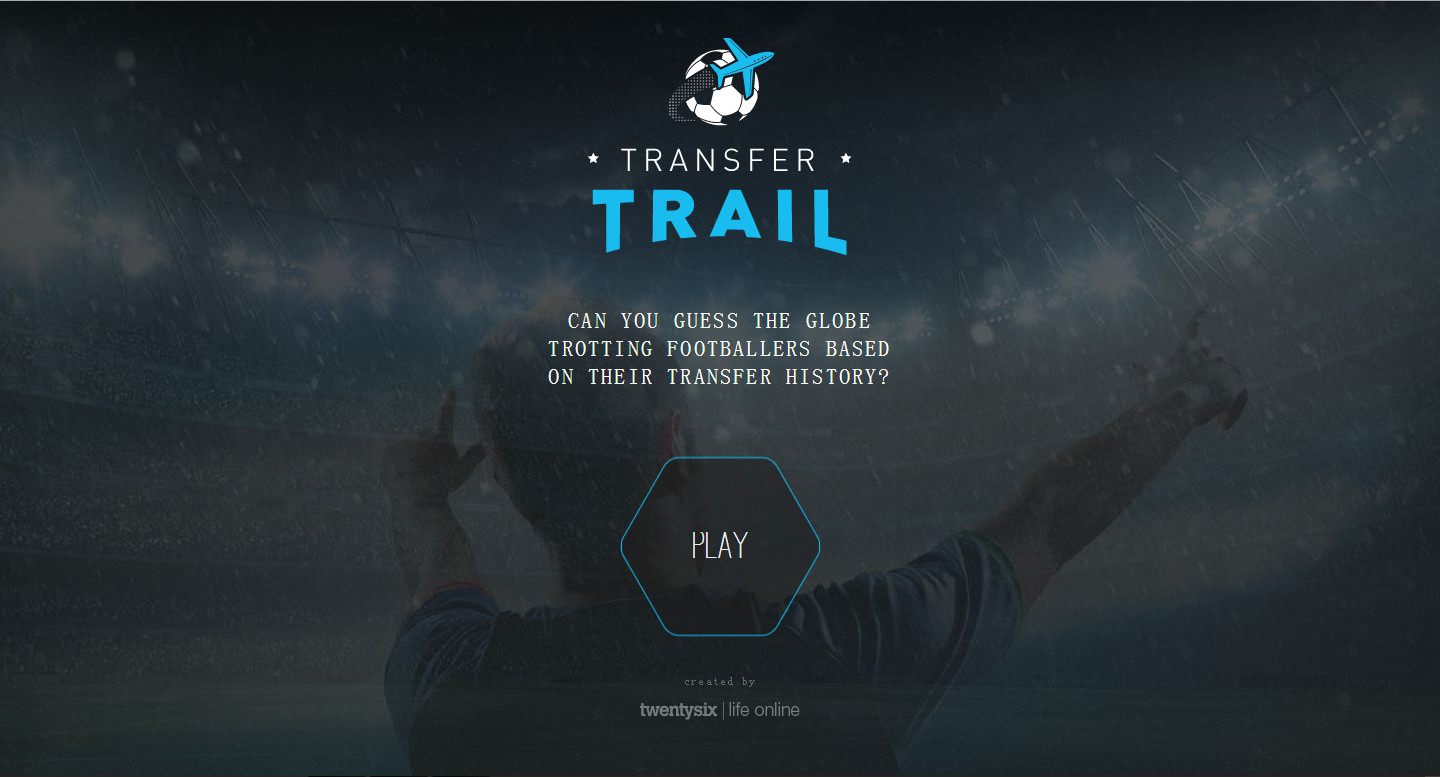 TRANSFER
TRAIL
CAN YOU GUESS THE GLOBE
TROTTING FOOTBALLERS BASED
ON THEIR TRANSFER HISTORY?
PLAY
created by
twentysix | life online